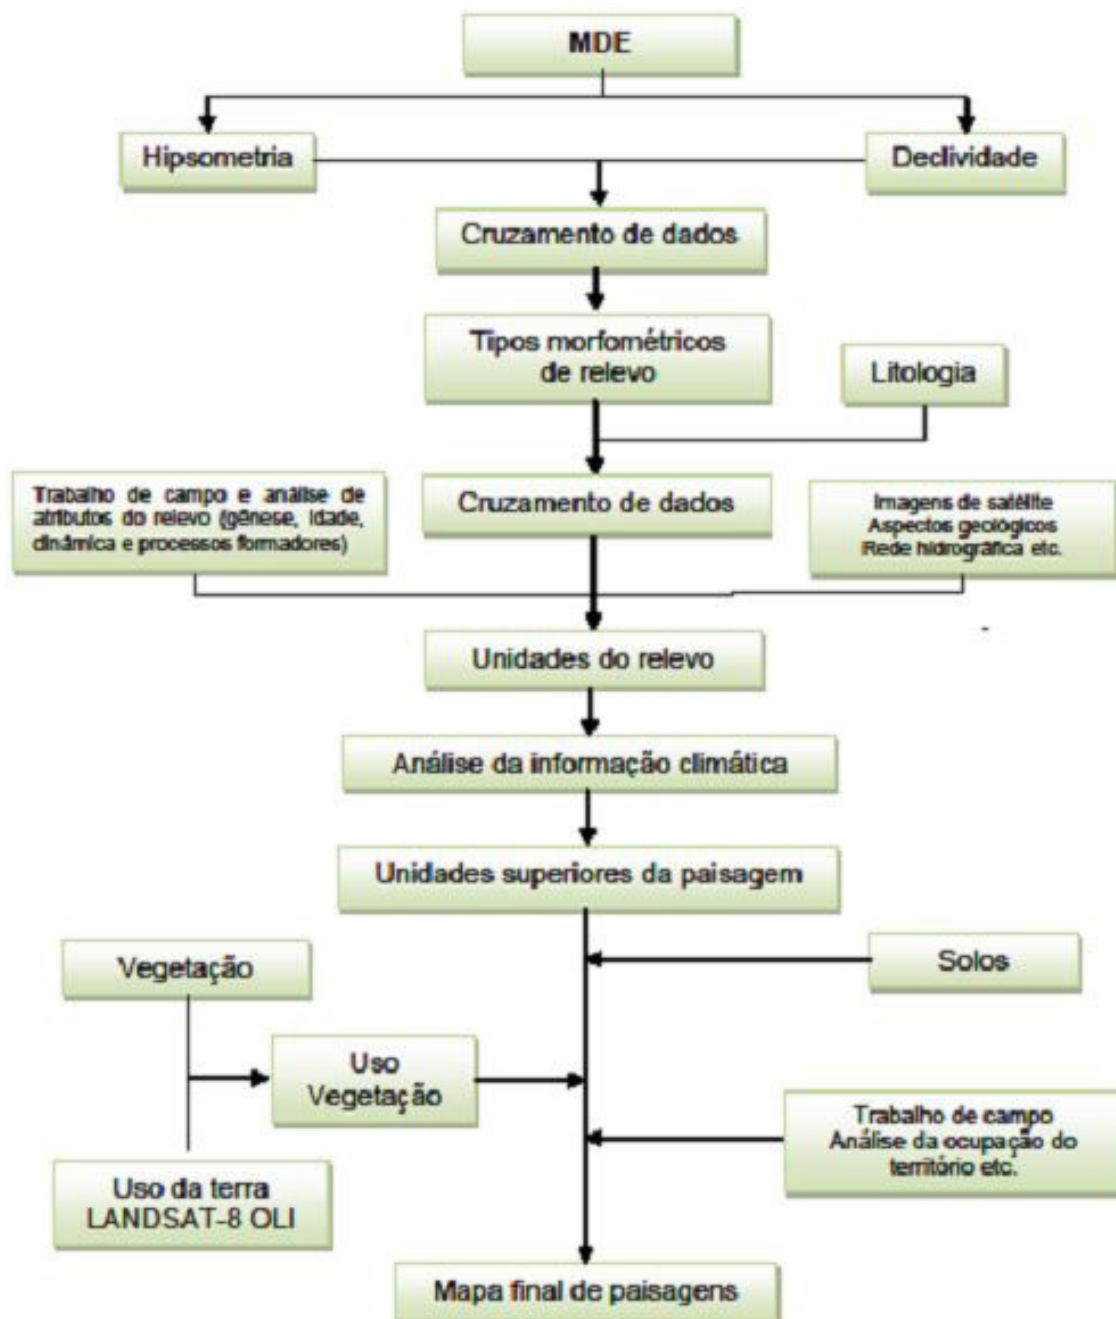 MDE
Hipsometria
Declividade
Cruzamento de dados
Tipos morfométricos
de relevo
Litologia
Trabalho de campo e análise de
atributos do relevo (gênese, idade,
dinâmica e processos formadores)
Cruzamento de dados
Imagens de satélite
Aspectos geológicos
Rede hidrográfica etc.
Unidades do relevo
Análise da informação climática
Unidades superiores da paisagem
Vegetação
Solos
Uso
Vegetação
Trabalho de campo
Análise da ocupação do
território etc.
Uso da terra
LANDSAT-8 OLI
Mapa final de paisagens